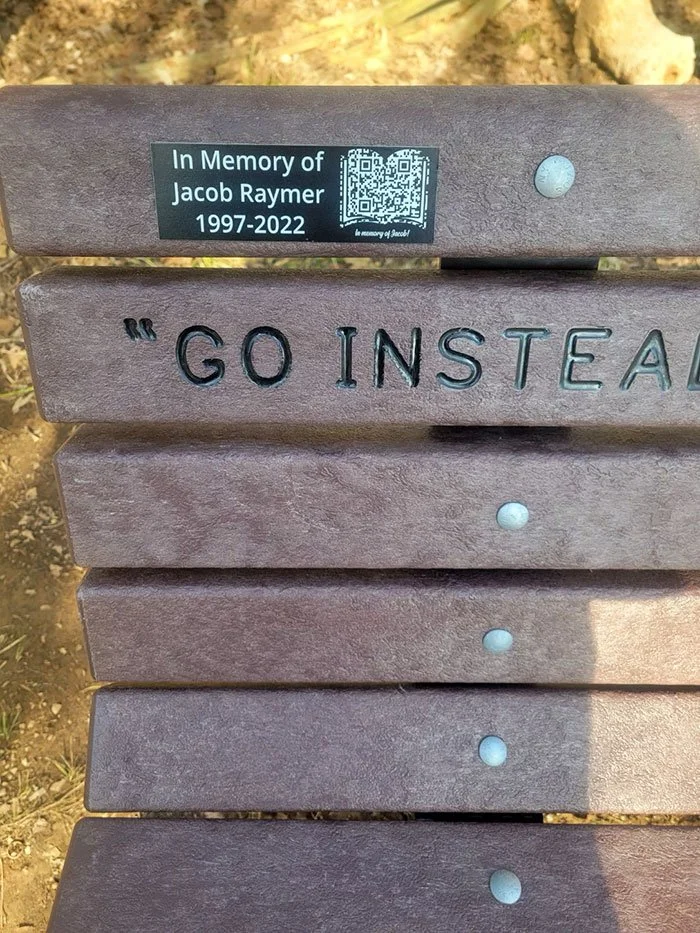 In Memory of
Jacob Raymer
1997-2022
In memory of Jacob!
"GO INSTEA